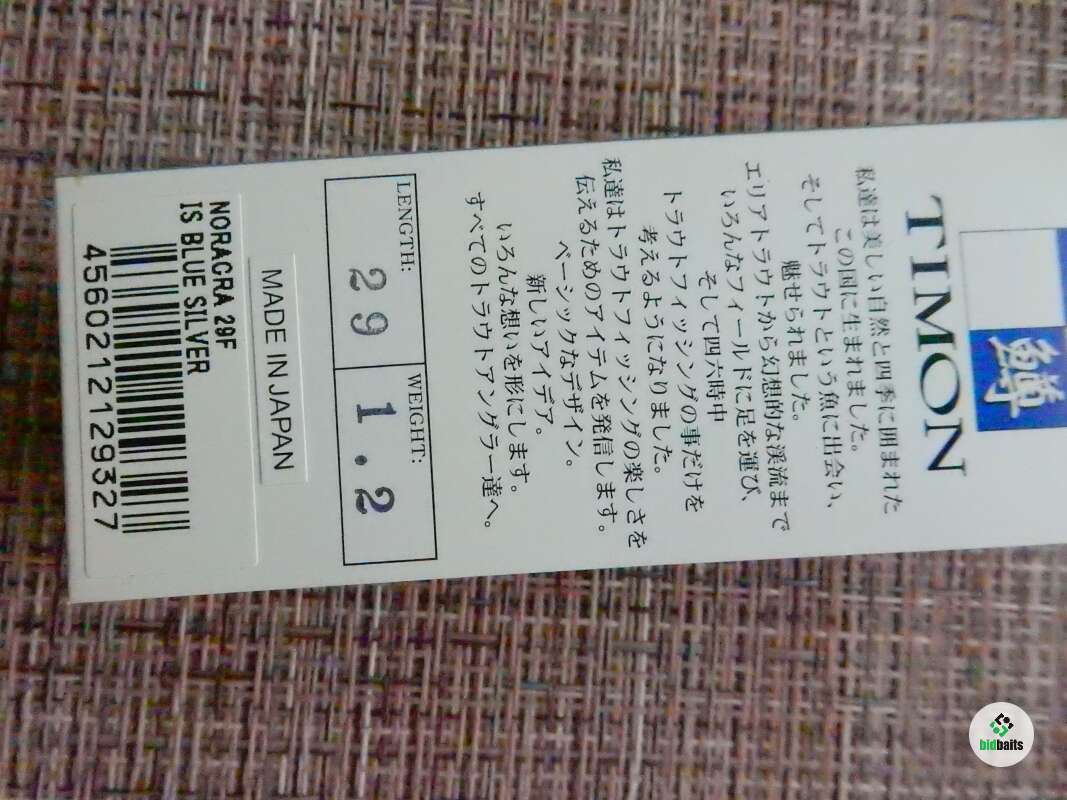 鱒
TIMON
私達は美しい自然と四季に囲まれた
この国に生まれました。
そしてトラウトという魚に出会い、
魅せられました。
エリアトラウトから幻想的な渓流まで
いろんなフィールドに足を運び、
そして四六時中
トラウトフィッシングの事だけを
考えるようになりました。
私達はトラウトフィッシングの楽しさを
伝えるためのアイテムを発信します。
ベーシックなデザイン。
新しいアイデア。
いろんな想いを形にします。
すべてのトラウトアングラー達へ。
LENGTH: 29
WEIGHT: 1.2
MADE IN JAPAN
NORAGRA 29F
IS BLUE SILVER
4560212129327
bidbaits